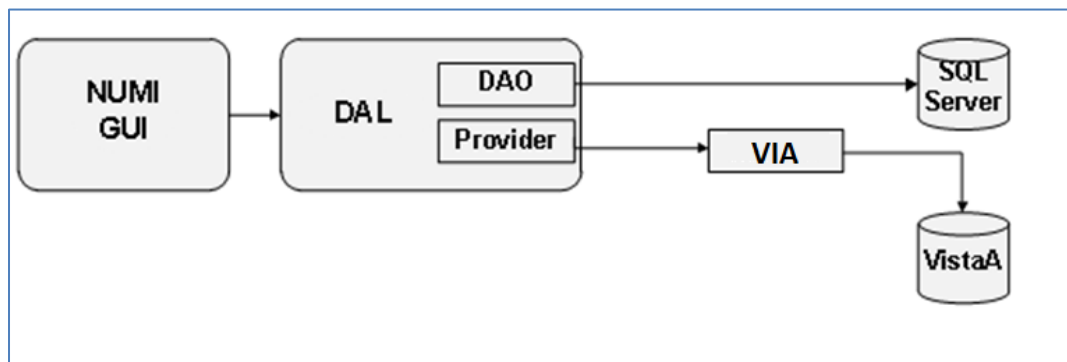 NUMI
GUI
DAL
DAO
Provider
VIA
SQL
Server
VistaA